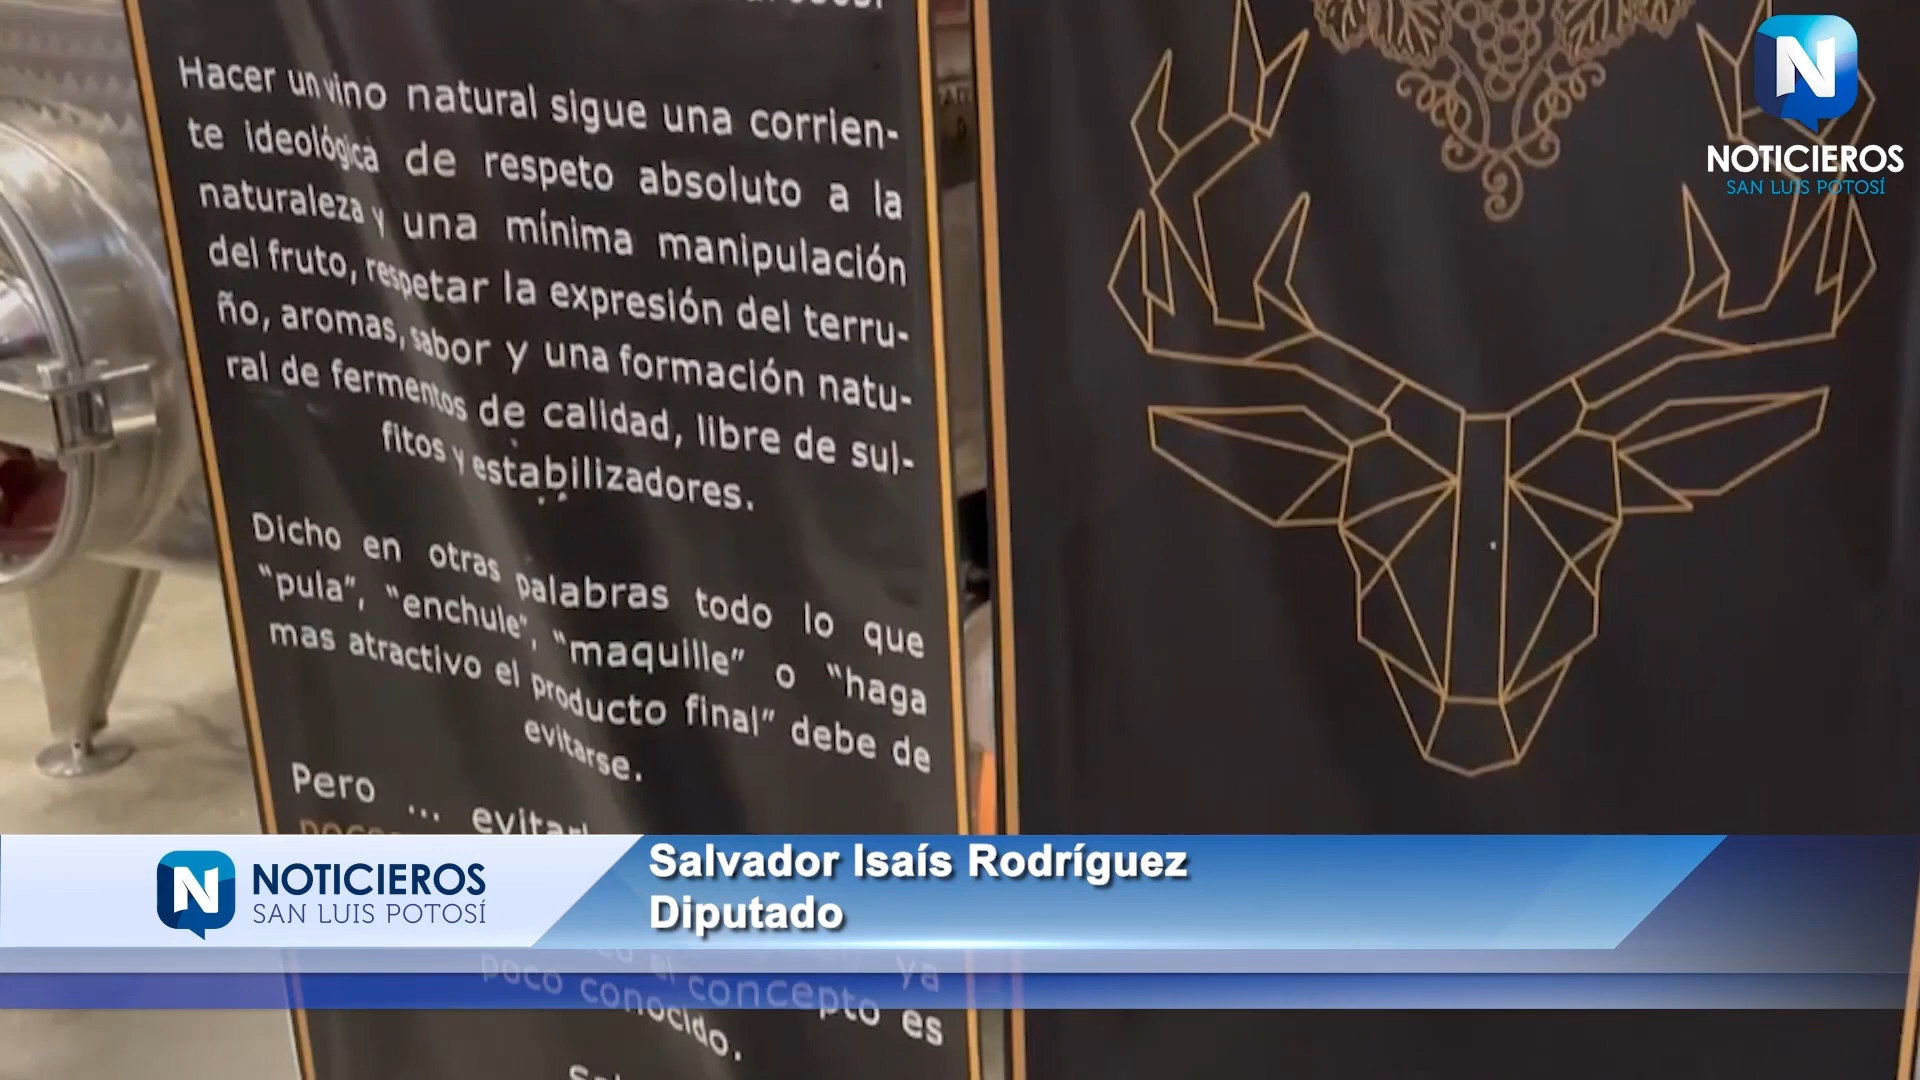 Hacer un vino natural sigue una corrien-
te ideológica de respeto absoluto a la
naturaleza y una mínima manipulación
del fruto, respetar la expresión del terru-
ño, aromas, sabor y una formación natu-
ral de fermentos de calidad, libre de sul-
fitos y estabilizadores.
Dicho en otras palabras todo lo que
“pula”, “enchule”, “maquille” o “haga
mas atractivo el producto final” debe de
evitarse.
Pero ...
el concepto es
poco conocido.
N
NOTICIEROS
SAN LUIS POTOSÍ
N
NOTICIEROS
SAN LUIS POTOSÍ
Salvador Isaís Rodríguez
Diputado